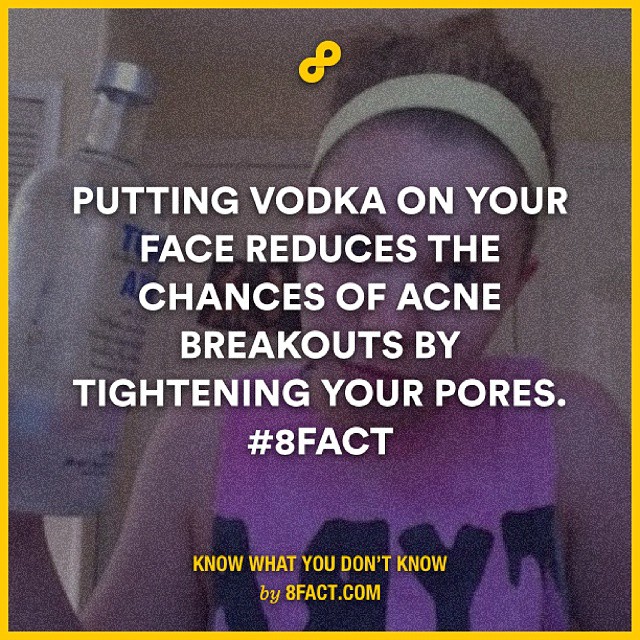 PUTTING VODKA ON YOUR
FACE REDUCES THE
CHANCES OF ACNE
BREAKOUTS BY
TIGHTENING YOUR PORES.
#8FACT
KNOW WHAT YOU DON'T KNOW
by 8FACT.COM